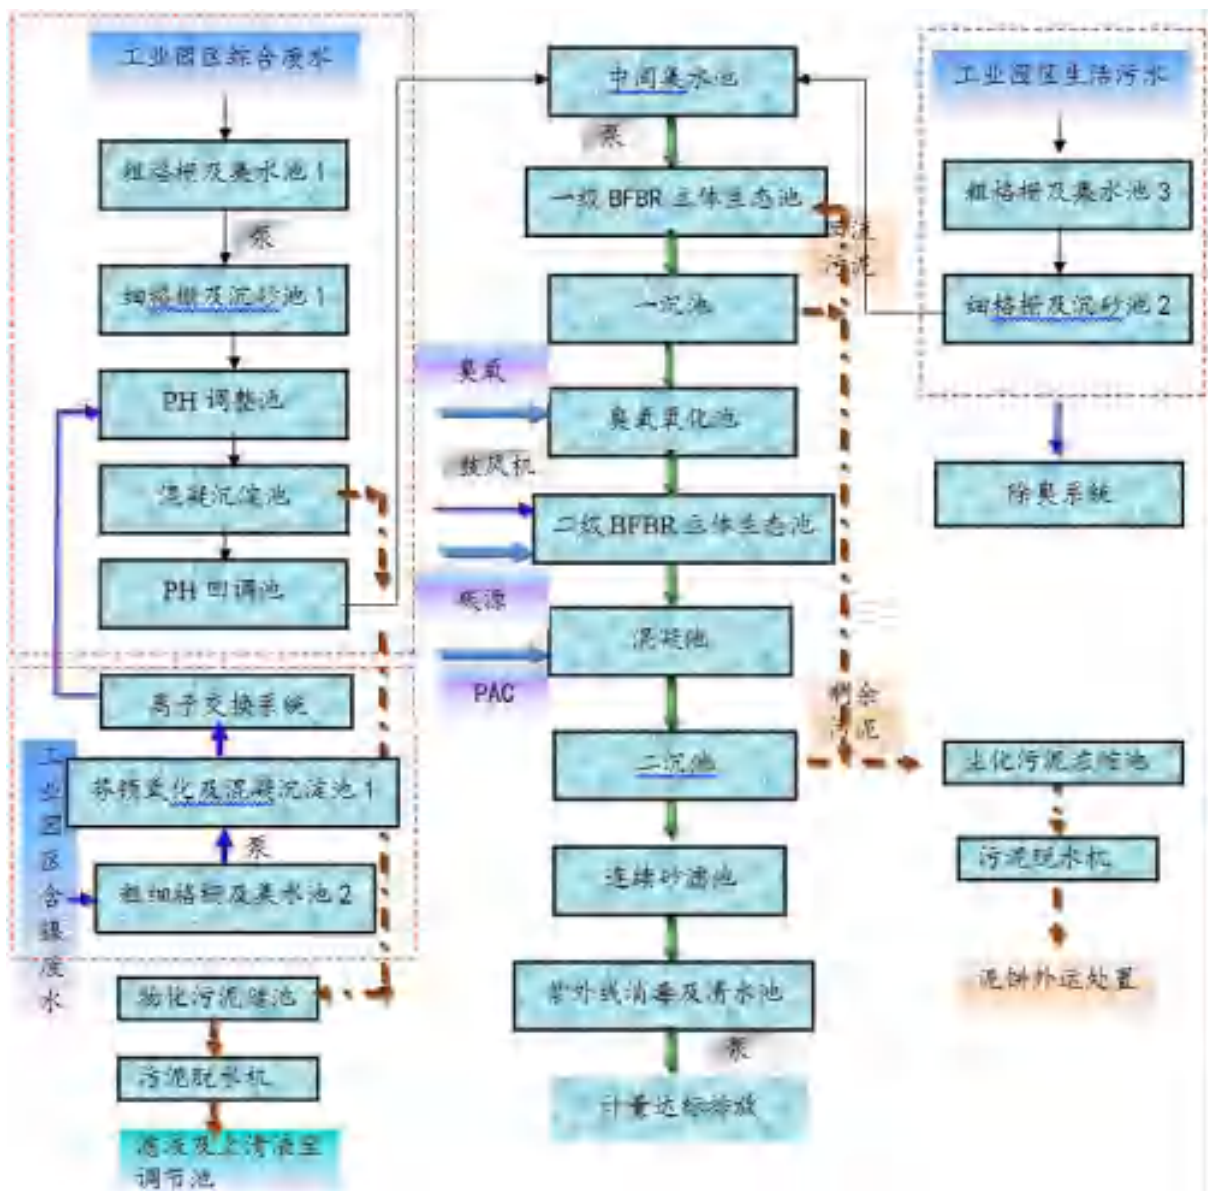 工业园区综合废水
粗格栅及集水池1
泵
细格栅及沉砂池1
PH 调整池
混凝沉淀池
PH 回调池
离子交换系统
芬顿氧化及混凝沉淀池1
泵
粗细格栅及集水池2
工业园区含镍废水
物化污泥缩池
污泥脱水机
滤液及上清液至
调节池
中间集水池
泵
一级 BFBR 立体生态池
回流
污泥
一沉池
臭氧
臭氧氧化池
鼓风机
二级 BFBR 立体生态池
碳源
混凝池
PAC
剩余
污泥
二沉池
连续砂滤池
紫外线消毒及清水池
泵
计量达标排放
工业园区生活污水
粗格栅及集水池3
细格栅及沉砂池2
除臭系统
生化污泥浓缩池
污泥脱水机
泥饼外运处置